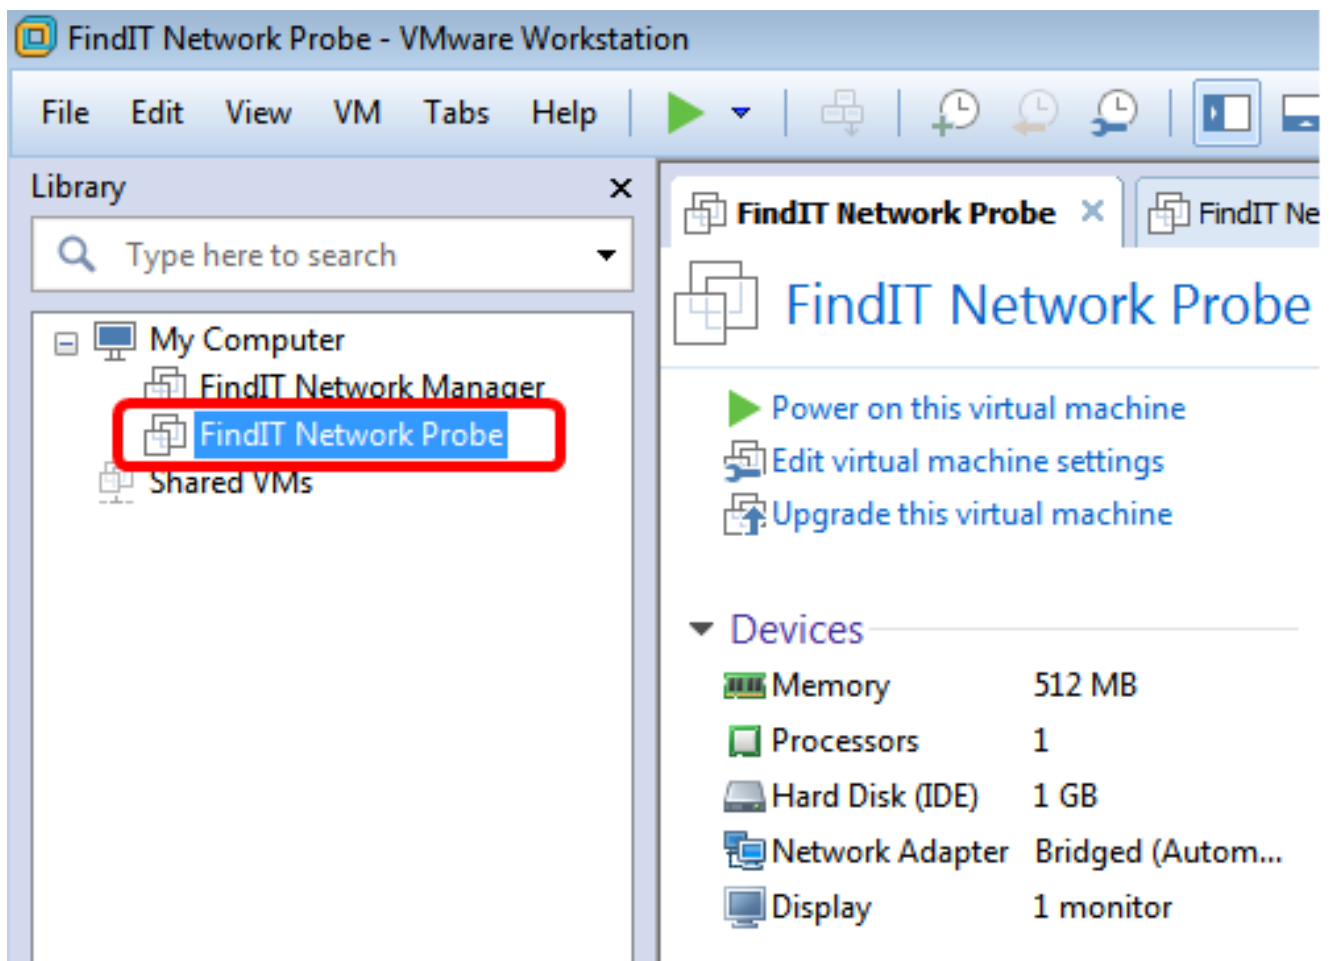 FindIT Network Probe - VMware Workstation
File Edit View VM Tabs Help
Library
Type here to search
My Computer
FindIT Network Manager
FindIT Network Probe
Shared VMs
FindIT Network Probe
FindIT Ne
FindIT Network Probe
Power on this virtual machine
Edit virtual machine settings
Upgrade this virtual machine
Devices
Memory 512 MB
Processors 1
Hard Disk (IDE) 1 GB
Network Adapter Bridged (Autom...
Display 1 monitor